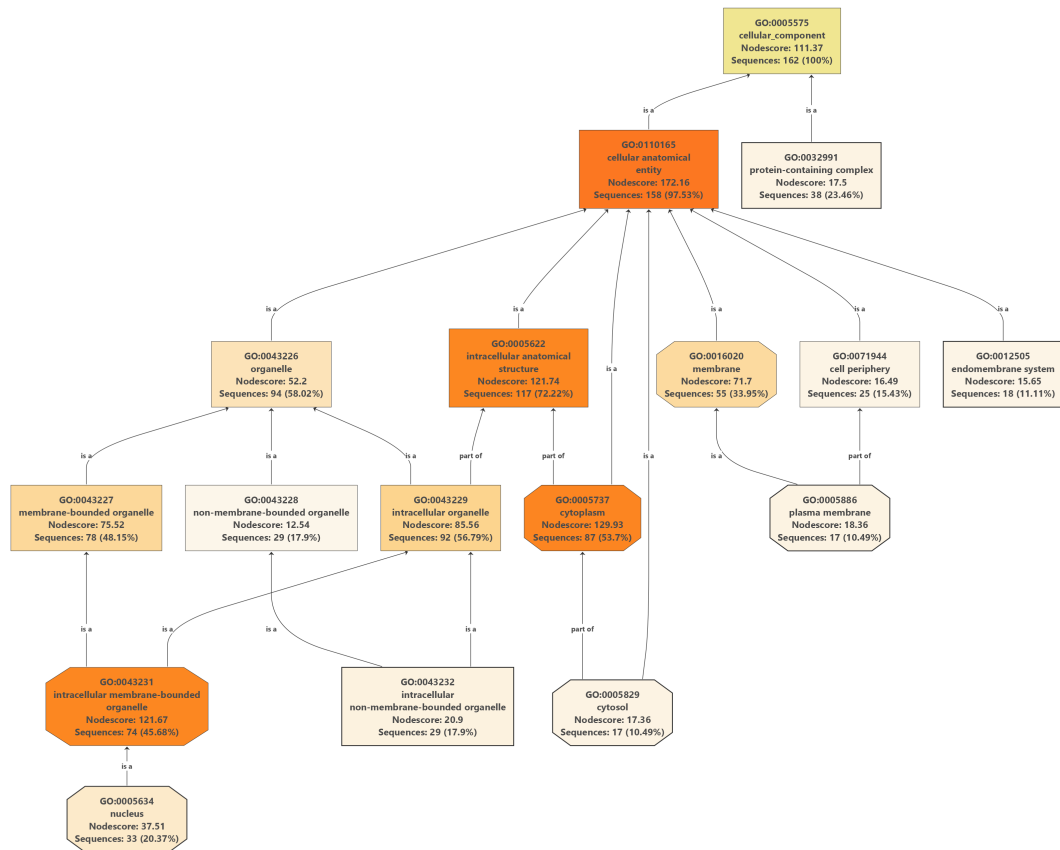 GO:0005575
cellular_component
Nodescore: 111.37
Sequences: 162 (100%)
is a
is a
GO:0110165
cellular anatomical
entity
Nodescore: 172.16
Sequences: 158 (97.53%)
GO:0032991
protein-containing complex
Nodescore: 17.5
Sequences: 38 (23.46%)
is a
is a
is a
is a
is a
is a
GO:0043226
organelle
Nodescore: 52.2
Sequences: 94 (58.02%)
GO:0005622
intracellular anatomical
structure
Nodescore: 121.74
Sequences: 117 (72.22%)
GO:0016020
membrane
Nodescore: 71.7
Sequences: 55 (33.95%)
GO:0071944
cell periphery
Nodescore: 16.49
Sequences: 25 (15.43%)
GO:0012505
endomembrane system
Nodescore: 15.65
Sequences: 18 (11.11%)
is a
is a
is a
part of
part of
is a
is a
part of
GO:0043227
membrane-bounded organelle
Nodescore: 75.52
Sequences: 78 (48.15%)
GO:0043228
non-membrane-bounded organelle
Nodescore: 12.54
Sequences: 29 (17.9%)
GO:0043229
intracellular organelle
Nodescore: 85.56
Sequences: 92 (56.79%)
GO:0005737
cytoplasm
Nodescore: 129.93
Sequences: 87 (53.7%)
GO:0005886
plasma membrane
Nodescore: 18.36
Sequences: 17 (10.49%)
is a
is a
is a
is a
part of
GO:0043231
intracellular membrane-bounded
organelle
Nodescore: 121.67
Sequences: 74 (45.68%)
GO:0043232
intracellular
non-membrane-bounded organelle
Nodescore: 20.9
Sequences: 29 (17.9%)
GO:0005829
cytosol
Nodescore: 17.36
Sequences: 17 (10.49%)
is a
GO:0005634
nucleus
Nodescore: 37.51
Sequences: 33 (20.37%)